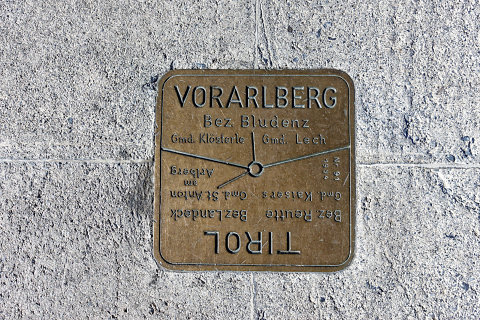 VORARLBERG
Bez. Bludenz
Gmd. Klösterle Gmd. Lech
TIROL
Bez. Reutte Bez. Landeck
Gmd. Kaisers Gmd. St. Anton
am
Arlberg